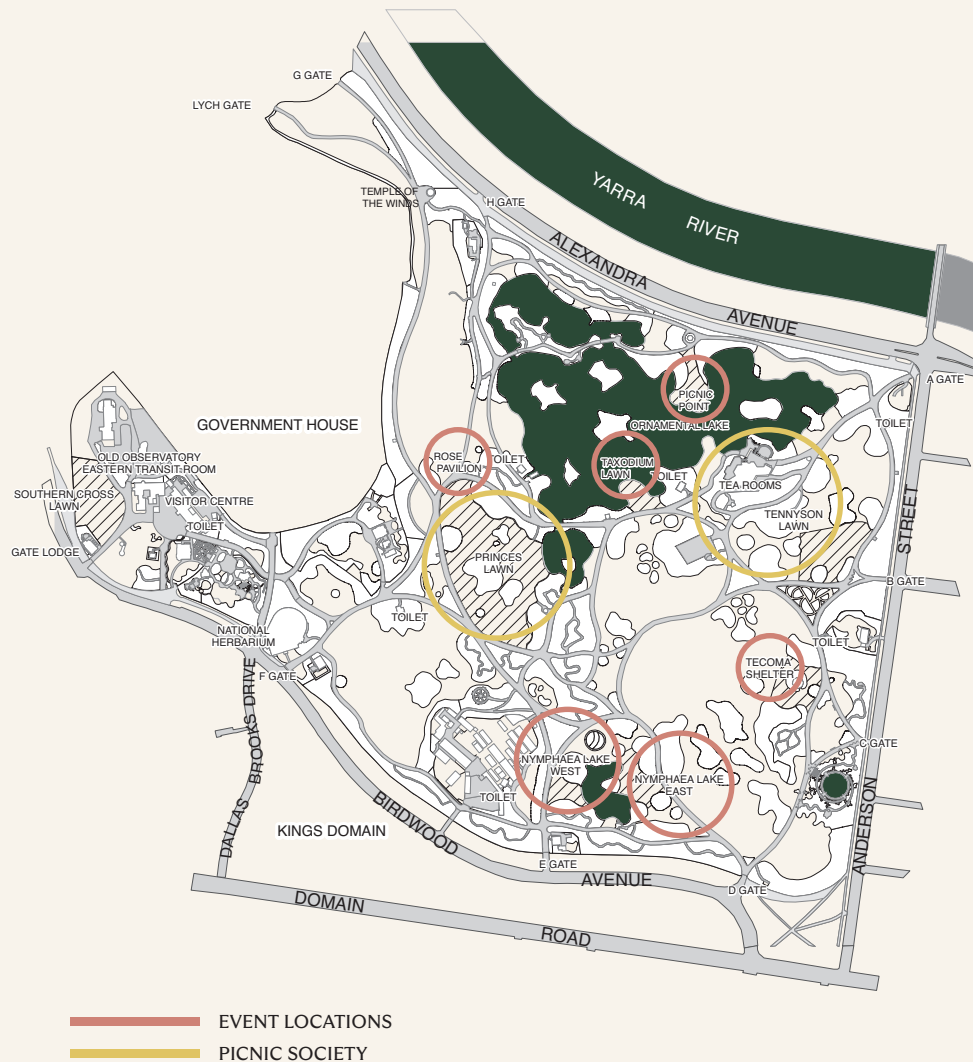 G GATE
LYCH GATE
YARRA RIVER
TEMPLE OF
THE WINDS
H GATE
ALEXANDRA AVENUE
A GATE
PICNIC
POINT
TOILET
ORNAMENTAL LAKE
GOVERNMENT HOUSE
OLD OBSERVATORY
EASTERN TRANSIT ROOM
ROSE
PAVILION
TOILET
TAXODIUM
LAWN
TOILET
TEA ROOMS
SOUTHERN CROSS
LAWN
VISITOR CENTRE
TOILET
TENNYSON
LAWN
GATE LODGE
PRINCES
LAWN
B GATE
TOILET
NATIONAL
HERBARIUM
TOILET
F GATE
TECOMA
SHELTER
C GATE
NYMPHAEA LAKE
WEST
NYMPHAEA LAKE
EAST
TOILET
DALLAS BROOKS DRIVE
KINGS DOMAIN
BIRDWOOD AVENUE
E GATE
D GATE
ANDERSON STREET
DOMAIN ROAD
EVENT LOCATIONS
PICNIC SOCIETY